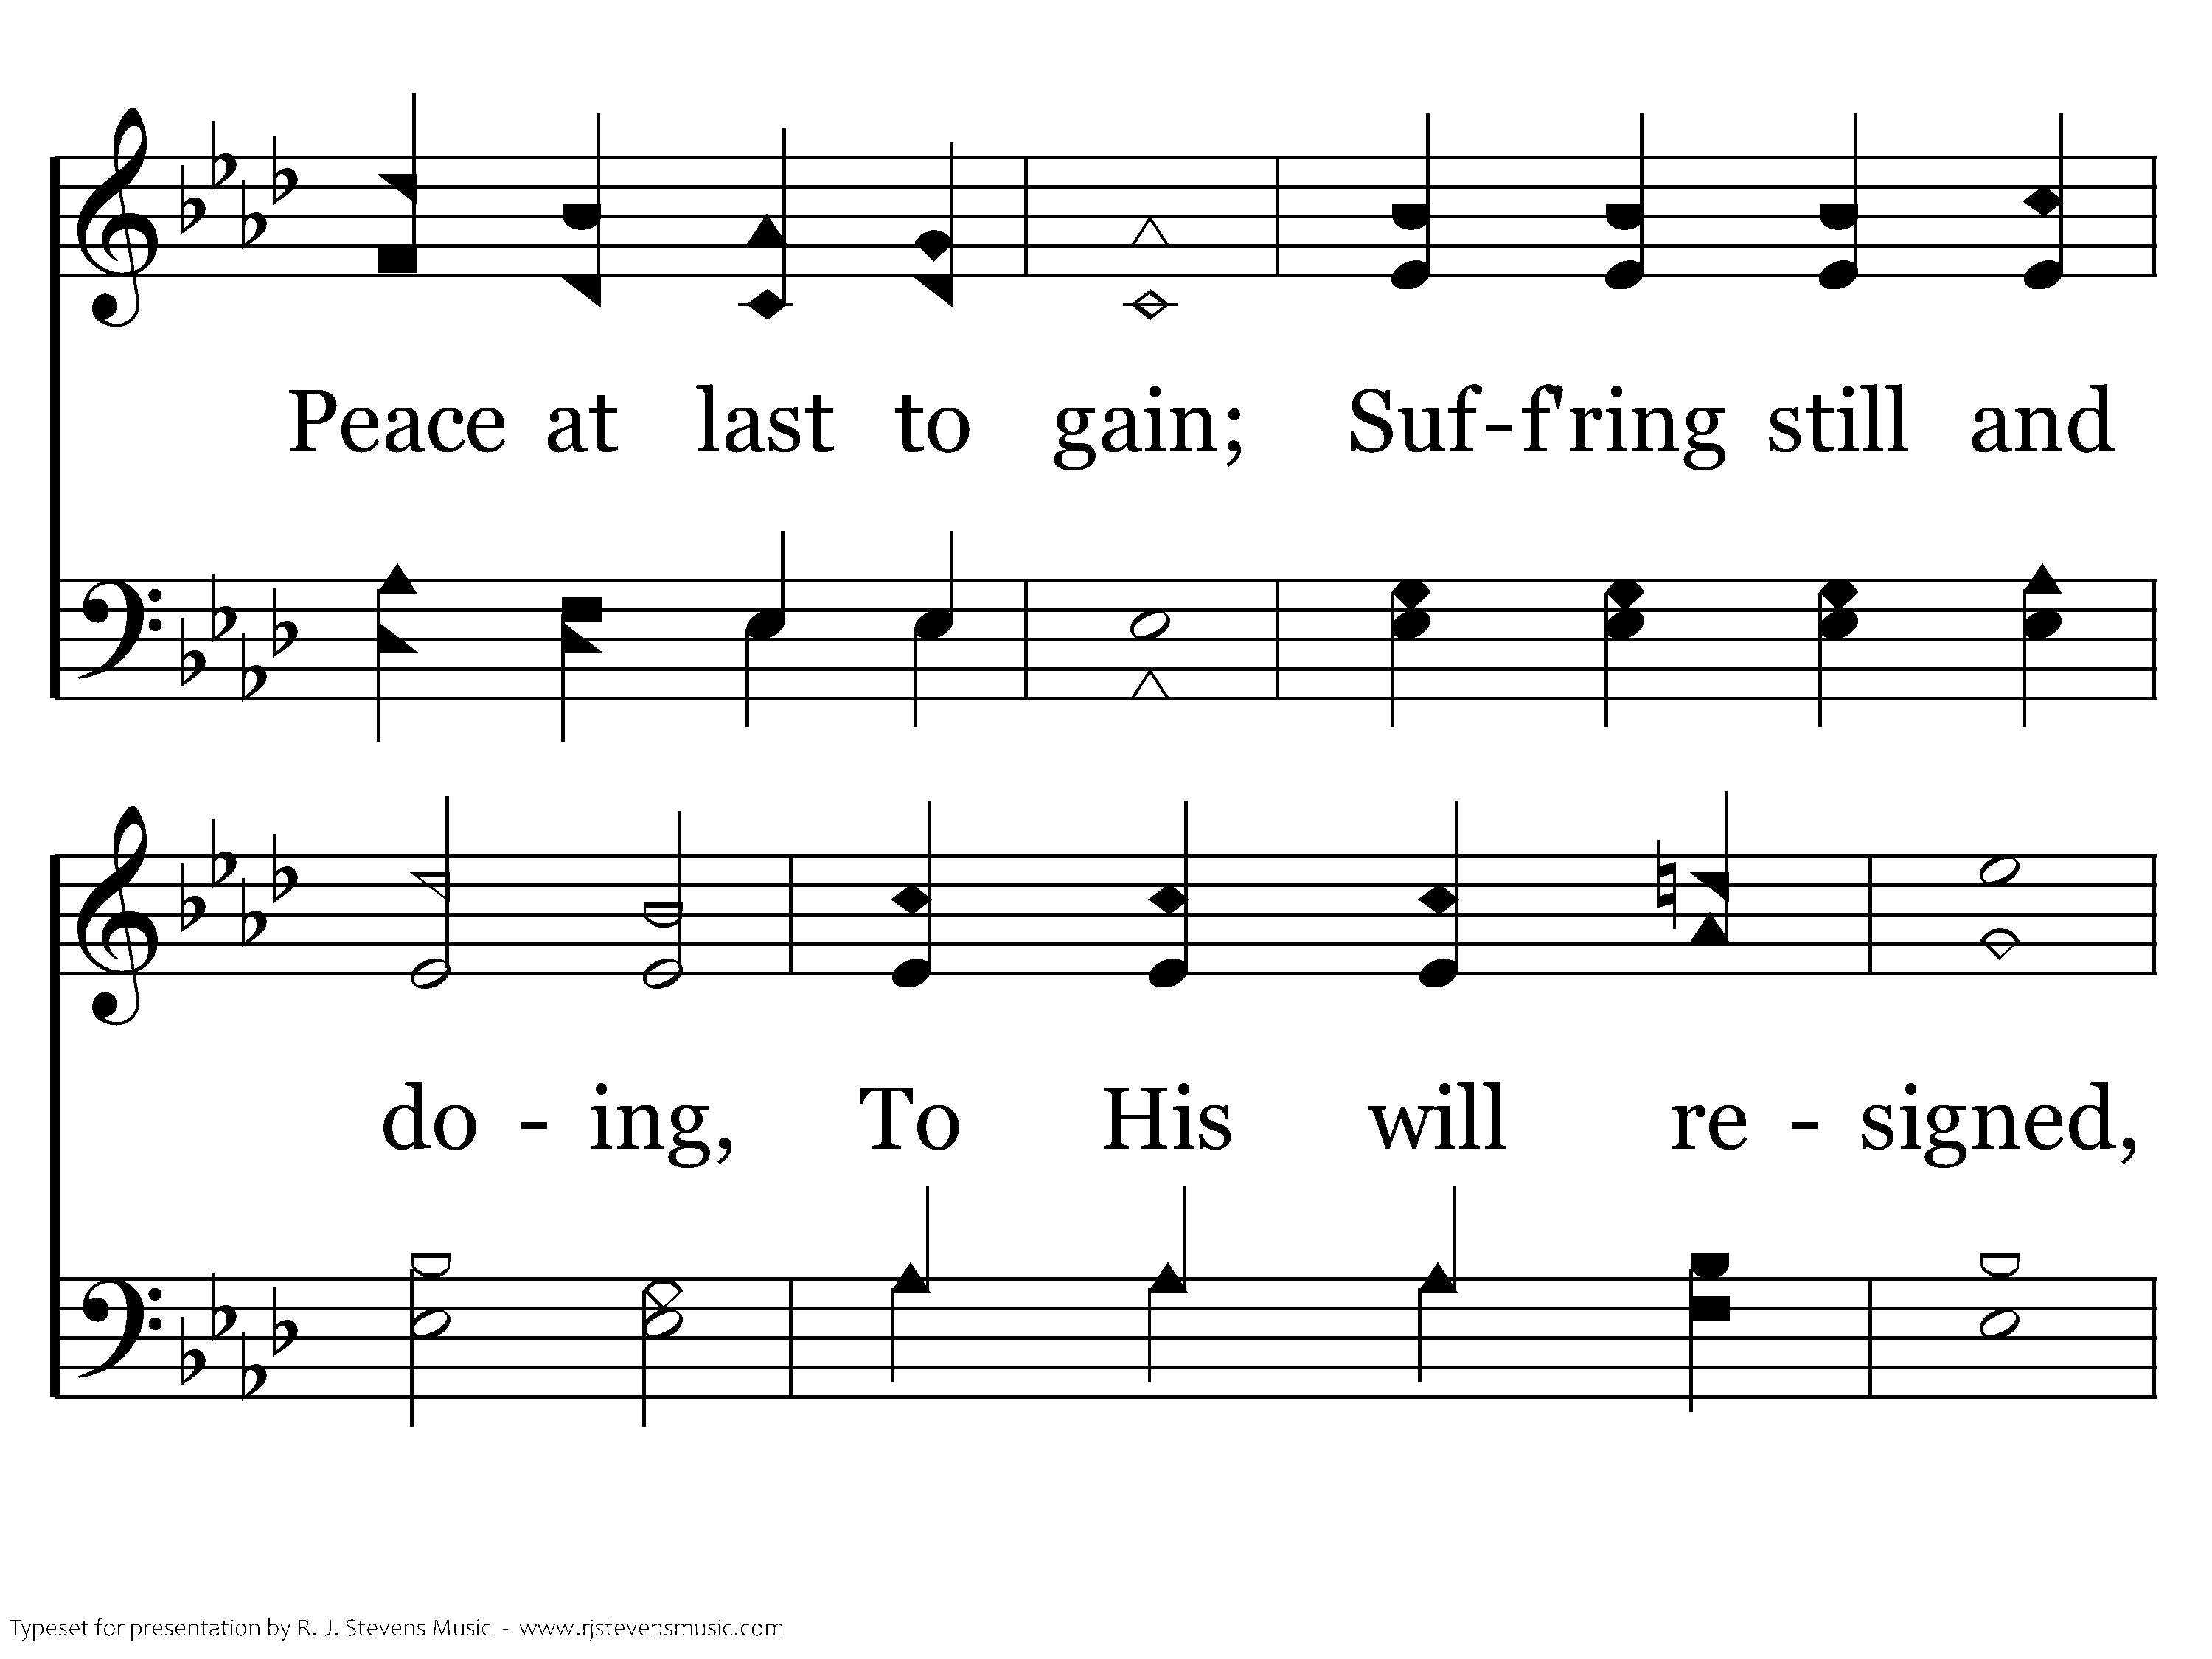 Peace at last to gain; Suf-f'ring still and
do - ing, To His will re - signed,
Typeset for presentation by R. J. Stevens Music - www.rjstevensmusic.com